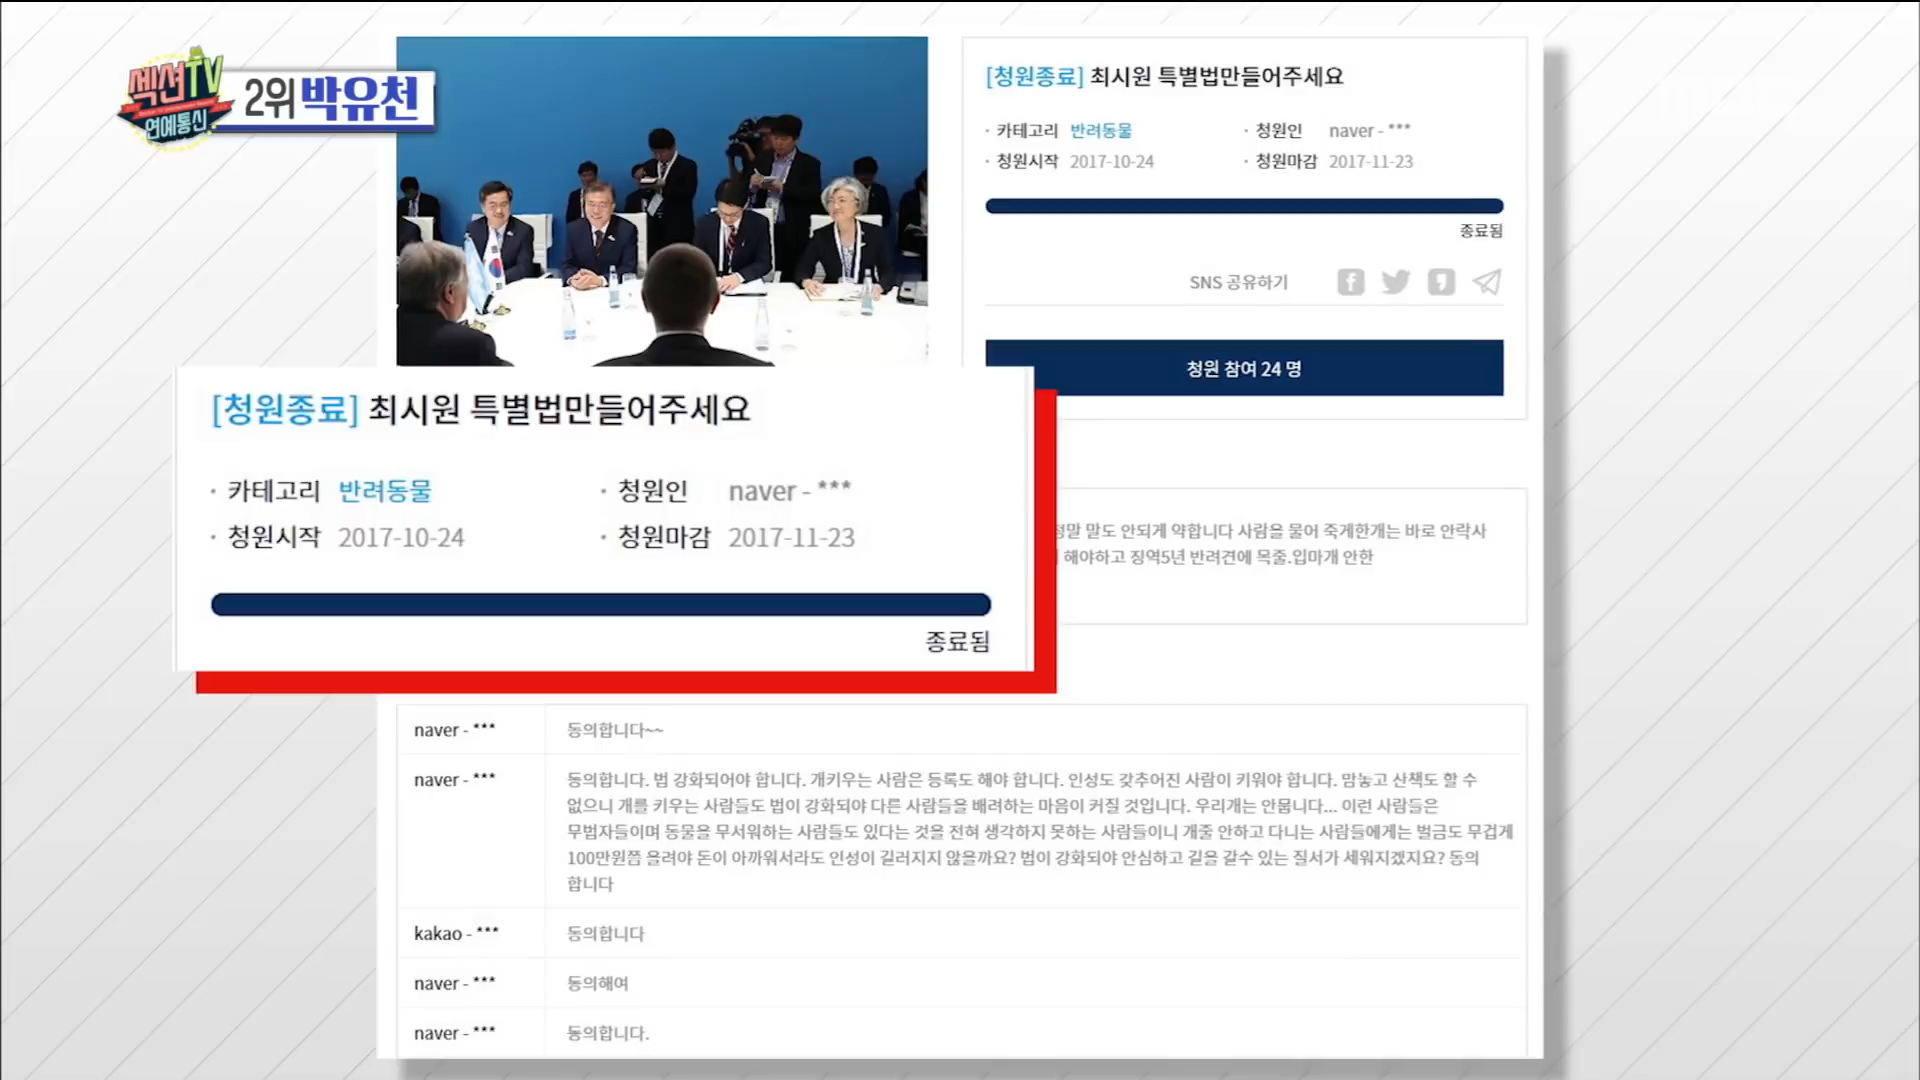 섹션TV
연예통신
2위 박유천
[청원종료] 최시원 특별법만들어주세요
· 카테고리 반려동물 · 청원인 naver - ***
· 청원시작 2017-10-24 · 청원마감 2017-11-23
종료됨
SNS 공유하기
청원 참여 24 명
[청원종료] 최시원 특별법만들어주세요
· 카테고리 반려동물 · 청원인 naver - ***
· 청원시작 2017-10-24 · 청원마감 2017-11-23
종료됨
정말 말도 안되게 약합니다 사람을 물어 죽게한개는 바로 안락사
해야하고 징역5년 반려견에 목줄.입마개 안한
naver - *** 동의합니다~~
naver - *** 동의합니다. 법 강화되어야 합니다. 개키우는 사람은 등록도 해야 합니다. 인성도 갖추어진 사람이 키워야 합니다. 맘놓고 산책도 할 수
없으니 개를 키우는 사람들도 법이 강화되야 다른 사람들을 배려하는 마음이 커질 것입니다. 우리개는 안뭅니다... 이런 사람들은
무범자들이며 동물을 무서워하는 사람들도 있다는 것을 전혀 생각하지 못하는 사람들이니 개줄 안하고 다니는 사람들에게는 벌금도 무겁게
100만원쯤 올려야 돈이 아까워서라도 인성이 길러지지 않을까요? 법이 강화되야 안심하고 길을 갈수 있는 질서가 세워지겠지요? 동의
합니다
kakao - *** 동의합니다
naver - *** 동의해여
naver - *** 동의합니다.